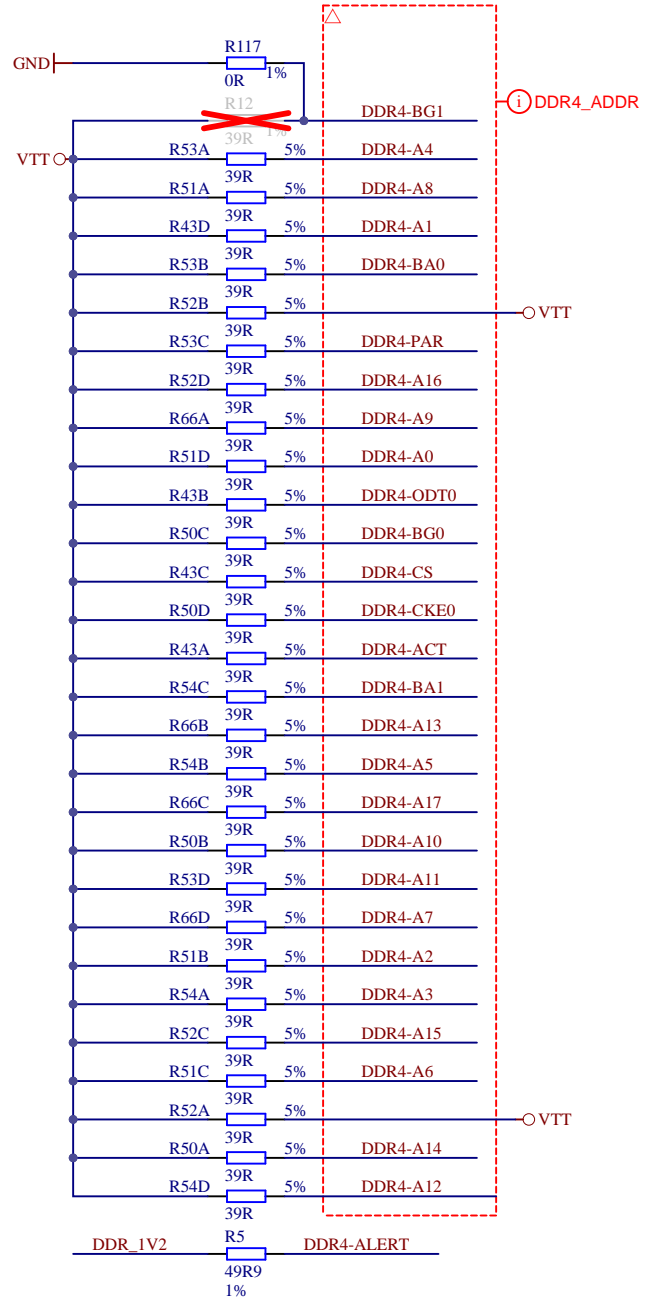 R117
GND
1%
0R
R12
DDR4-BG1
DDR4_ADDR
1%
39R
VTT
R53A 5% DDR4-A4
39R
R51A 5% DDR4-A8
39R
R43D 5% DDR4-A1
39R
R53B 5% DDR4-BA0
39R
R52B 5% VTT
39R
R53C 5% DDR4-PAR
39R
R52D 5% DDR4-A16
39R
R66A 5% DDR4-A9
39R
R51D 5% DDR4-A0
39R
R43B 5% DDR4-ODT0
39R
R50C 5% DDR4-BG0
39R
R43C 5% DDR4-CS
39R
R50D 5% DDR4-CKE0
39R
R43A 5% DDR4-ACT
39R
R54C 5% DDR4-BA1
39R
R66B 5% DDR4-A13
39R
R54B 5% DDR4-A5
39R
R66C 5% DDR4-A17
39R
R50B 5% DDR4-A10
39R
R53D 5% DDR4-A11
39R
R66D 5% DDR4-A7
39R
R51B 5% DDR4-A2
39R
R54A 5% DDR4-A3
39R
R52C 5% DDR4-A15
39R
R51C 5% DDR4-A6
39R
R52A 5% VTT
39R
R50A 5% DDR4-A14
39R
R54D 5% DDR4-A12
39R
DDR_1V2 R5 DDR4-ALERT
49R9
1%